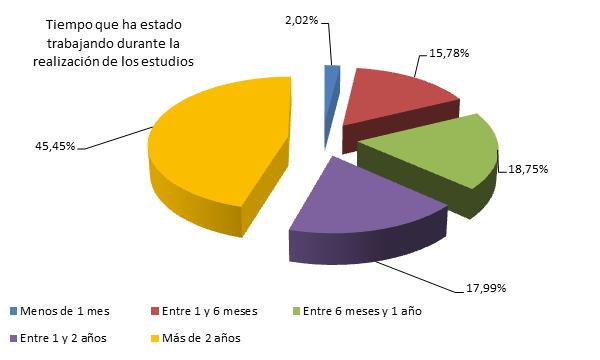 Tiempo que ha estado
trabajando durante la
realización de los estudios
2,02%
15,78%
45,45%
18,75%
17,99%
Menos de 1 mes
Entre 1 y 6 meses
Entre 6 meses y 1 año
Entre 1 y 2 años
Más de 2 años